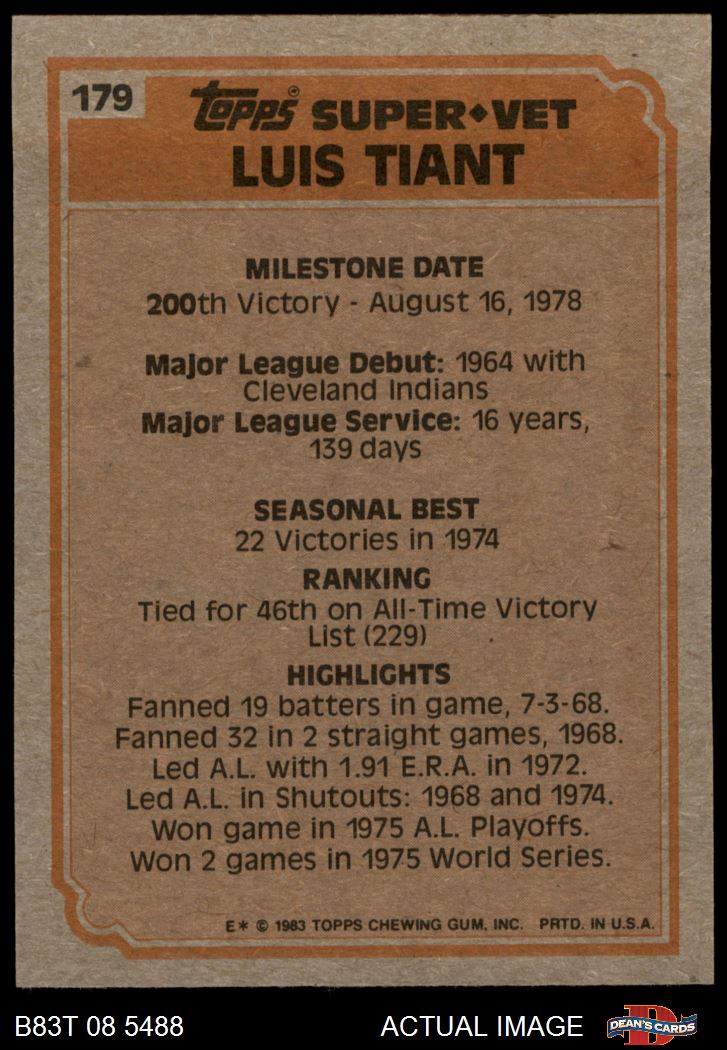 179
Topps® SUPER◆VET
LUIS TIANT
MILESTONE DATE
200th Victory - August 16, 1978
Major League Debut: 1964 with
Cleveland Indians
Major League Service: 16 years,
139 days
SEASONAL BEST
22 Victories in 1974
RANKING
Tied for 46th on All-Time Victory
List (229)
HIGHLIGHTS
Fanned 19 batters in game, 7-3-68.
Fanned 32 in 2 straight games, 1968.
Led A.L. with 1.91 E.R.A. in 1972.
Led A.L. in Shutouts: 1968 and 1974.
Won game in 1975 A.L. Playoffs.
Won 2 games in 1975 World Series.
E* © 1983 TOPPS CHEWING GUM, INC. PRTD. IN U.S.A.
B83T 08 5488 ACTUAL IMAGE
D
DEAN'S CARDS